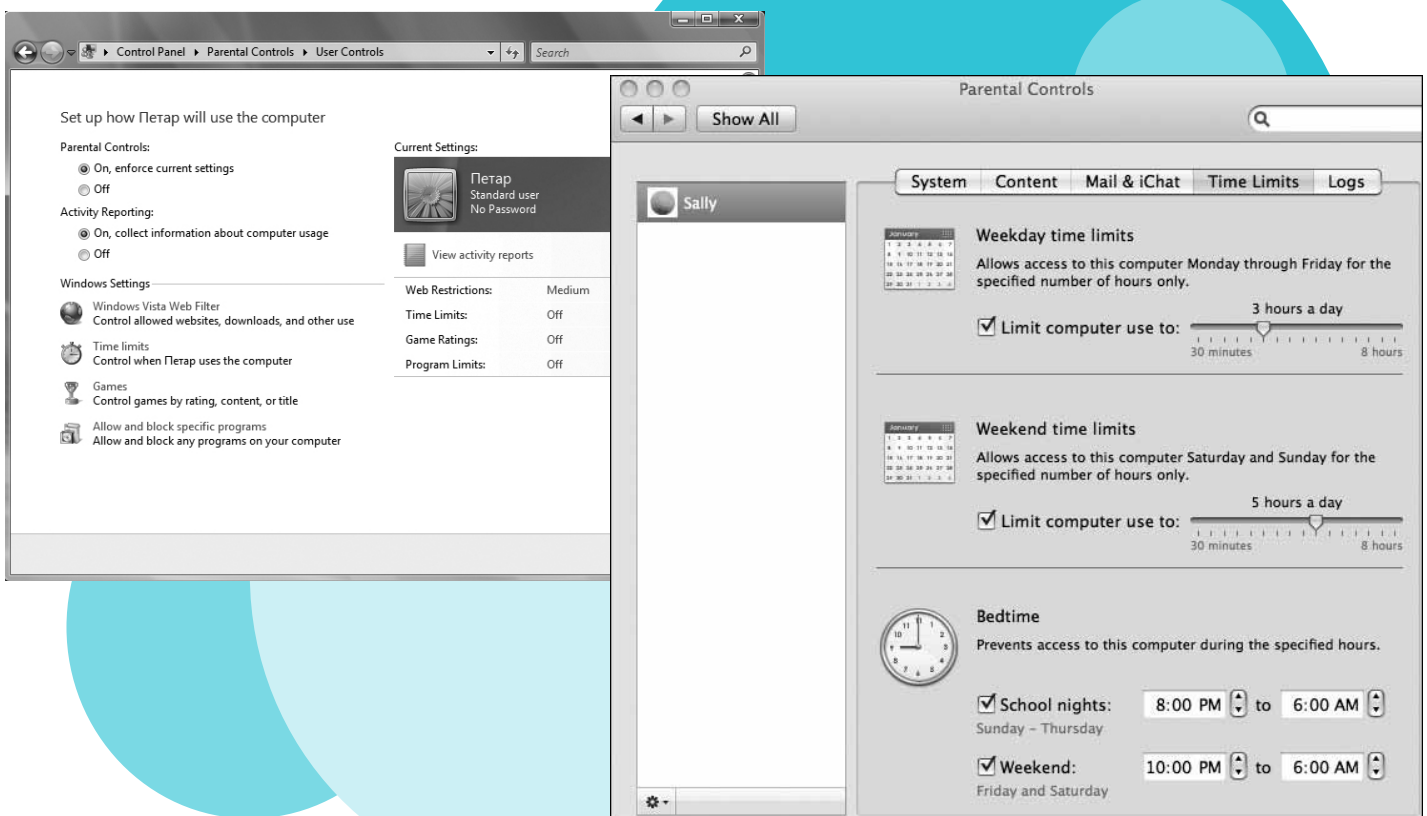 Control Panel ▸ Parental Controls ▸ User Controls
Search
Set up how Петар will use the computer
Parental Controls:
On, enforce current settings
Off
Activity Reporting:
On, collect information about computer usage
Off
Windows Settings
Windows Vista Web Filter
Control allowed websites, downloads, and other use
Time limits
Control when Петар uses the computer
Games
Control games by rating, content, or title
Allow and block specific programs
Allow and block any programs on your computer
Current Settings:
Петар
Standard user
No Password
View activity reports
Web Restrictions: Medium
Time Limits: Off
Game Ratings: Off
Program Limits: Off
Parental Controls
Show All
Sally
System Content Mail & iChat Time Limits Logs
January
Weekday time limits
Allows access to this computer Monday through Friday for the
specified number of hours only.
3 hours a day
Limit computer use to:
30 minutes 8 hours
January
Weekend time limits
Allows access to this computer Saturday and Sunday for the
specified number of hours only.
5 hours a day
Limit computer use to:
30 minutes 8 hours
Bedtime
Prevents access to this computer during the specified hours.
School nights: 8:00 PM to 6:00 AM
Sunday – Thursday
Weekend: 10:00 PM to 6:00 AM
Friday and Saturday